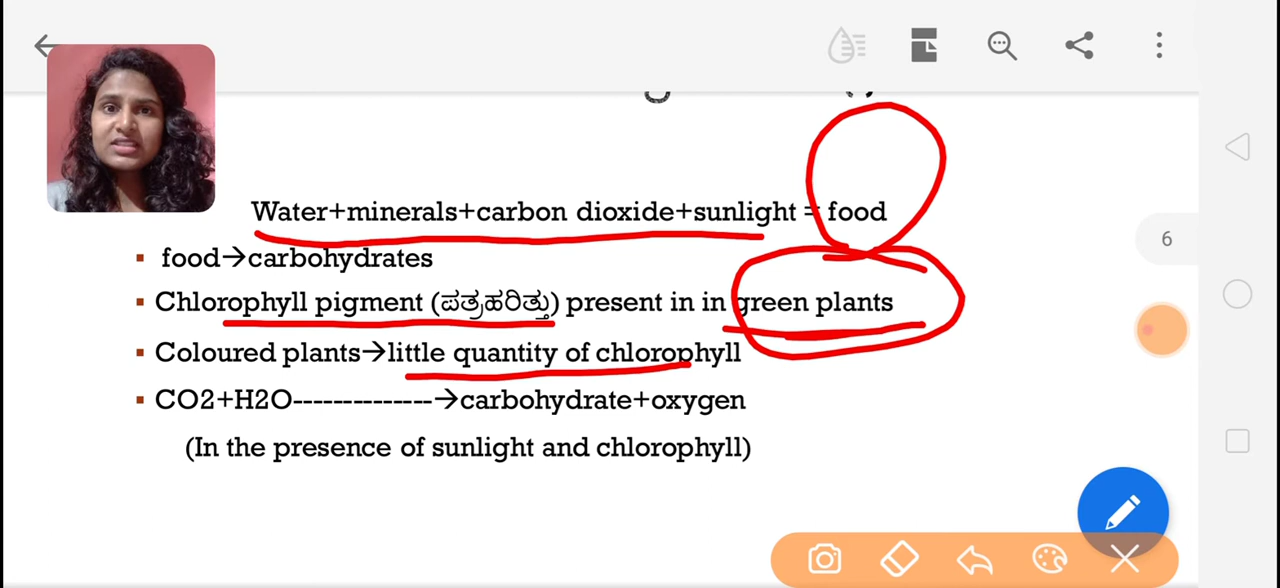 Water+minerals+carbon dioxide+sunlight = food
▪ food→carbohydrates
▪ Chlorophyll pigment (ಪತ್ರಹರಿತ್ತು) present in in green plants
6
▪ Coloured plants→little quantity of chlorophyll
▪ CO2+H2O--------------→carbohydrate+oxygen
(In the presence of sunlight and chlorophyll)